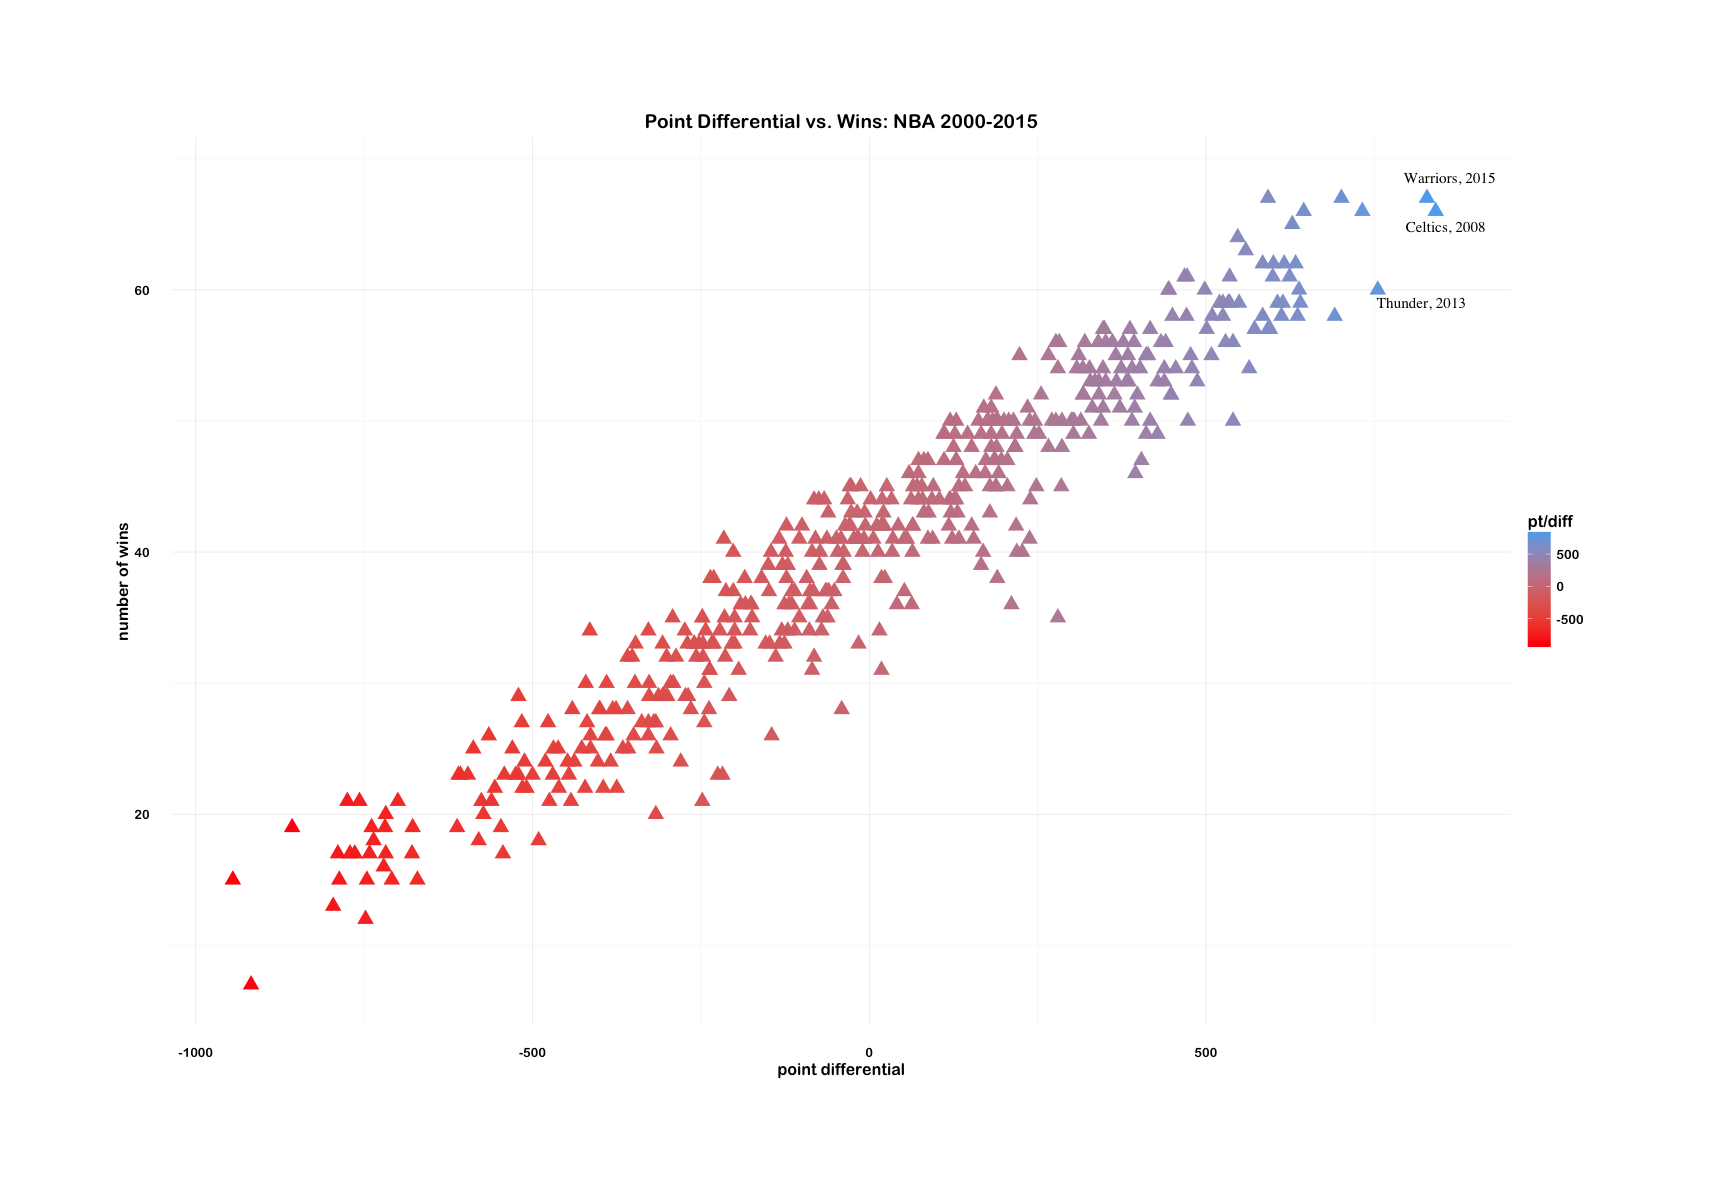 Point Differential vs. Wins: NBA 2000-2015
Warriors, 2015
Celtics, 2008
Thunder, 2013
60
40
20
number of wins
-1000
-500
0
500
point differential
pt/diff
500
0
-500